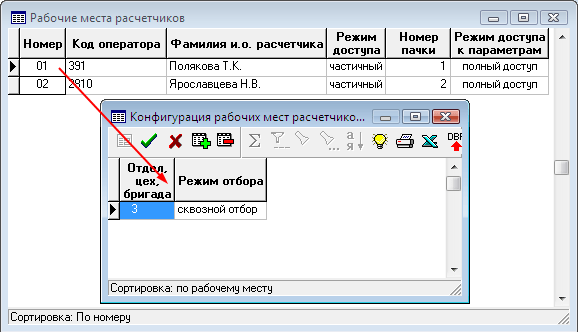 Рабочие места расчетчиков
Номер Код оператора Фамилия и.о. расчетчика Режим доступа Номер пачки Режим доступа к параметрам
01 391 Полякова Т.К. частичный 1 полный доступ
02 2810 Ярославцева Н.В. частичный 2 полный доступ
Конфигурация рабочих мест расчетчико...
DBF
Отдел, цех, бригада Режим отбора
3 сквозной отбор
Сортировка: по рабочему месту
Сортировка: По номеру